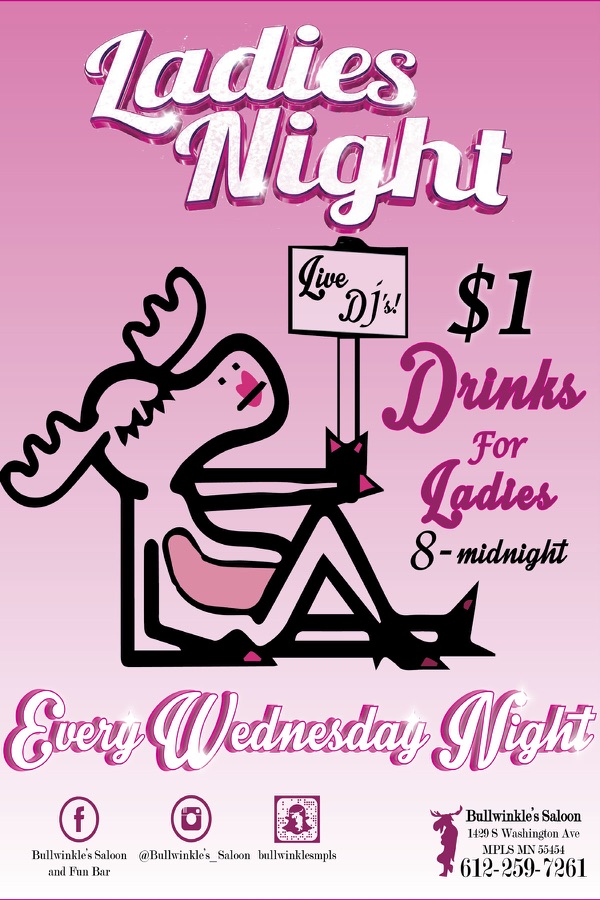 Ladies
Night
Live
DJ's!
$1
Drinks
For
Ladies
8-midnight
Every Wednesday Night
Bullwinkle's Saloon
and Fun Bar
@Bullwinkle's_Saloon
bullwinklesmpls
Bullwinkle's Saloon
1429 S Washington Ave
MPLS MN 55454
612-259-7261